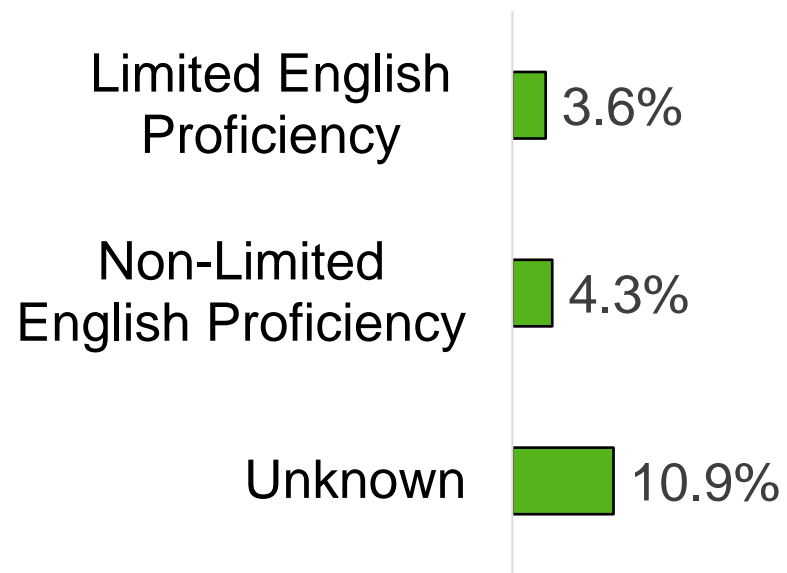 Limited English
Proficiency
3.6%
Non-Limited
English Proficiency
4.3%
Unknown
10.9%